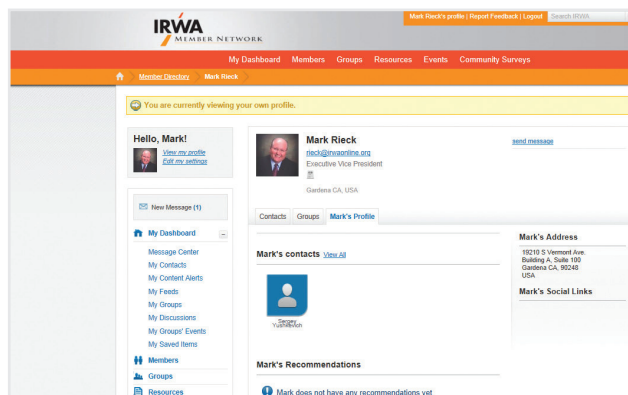 IRWA
MEMBER NETWORK
Mark Rieck's profile | Report Feedback | Logout
Search IRWA
My Dashboard Members Groups Resources Events Community Surveys
Member Directory Mark Rieck
You are currently viewing your own profile.
Hello, Mark!
View my profile
Edit my settings
New Message (1)
My Dashboard
Message Center
My Contacts
My Content Alerts
My Feeds
My Groups
My Discussions
My Groups' Events
My Saved Items
Members
Groups
Resources
Mark Rieck
rieck@irwaonline.org
Executive Vice President
Gardena CA, USA
send message
Contacts Groups Mark's Profile
Mark's contacts View All
Sergey
Yushkevich
Mark's Recommendations
Mark does not have any recommendations yet
Mark's Address
19210 S Vermont Ave.
Building A, Suite 100
Gardena CA, 90248
USA
Mark's Social Links